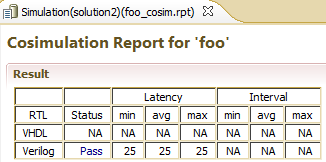 Simulation(solution2)(foo_cosim.rpt)
Cosimulation Report for 'foo'
Result
Latency Interval
RTL Status min avg max min avg max
VHDL NA NA NA NA NA NA NA
Verilog Pass 25 25 25 NA NA NA